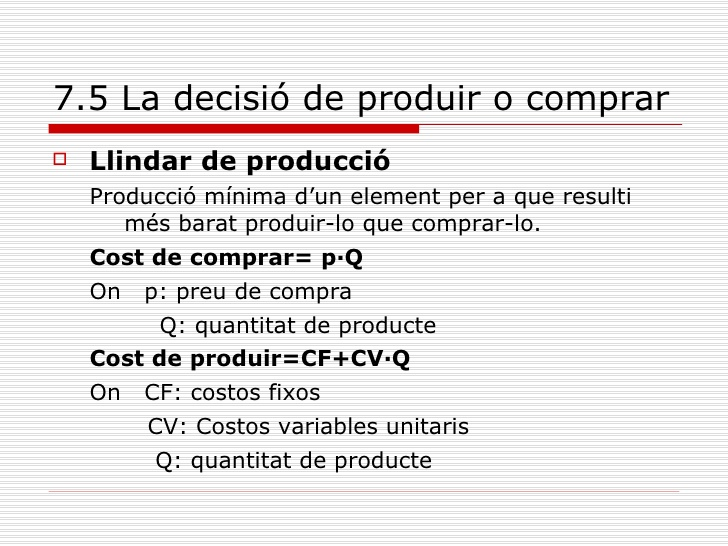 7.5 La decisió de produir o comprar
Llindar de producció
Producció mínima d’un element per a que resulti
més barat produir-lo que comprar-lo.
Cost de comprar= p·Q
On p: preu de compra
Q: quantitat de producte
Cost de produir=CF+CV·Q
On CF: costos fixos
CV: Costos variables unitaris
Q: quantitat de producte